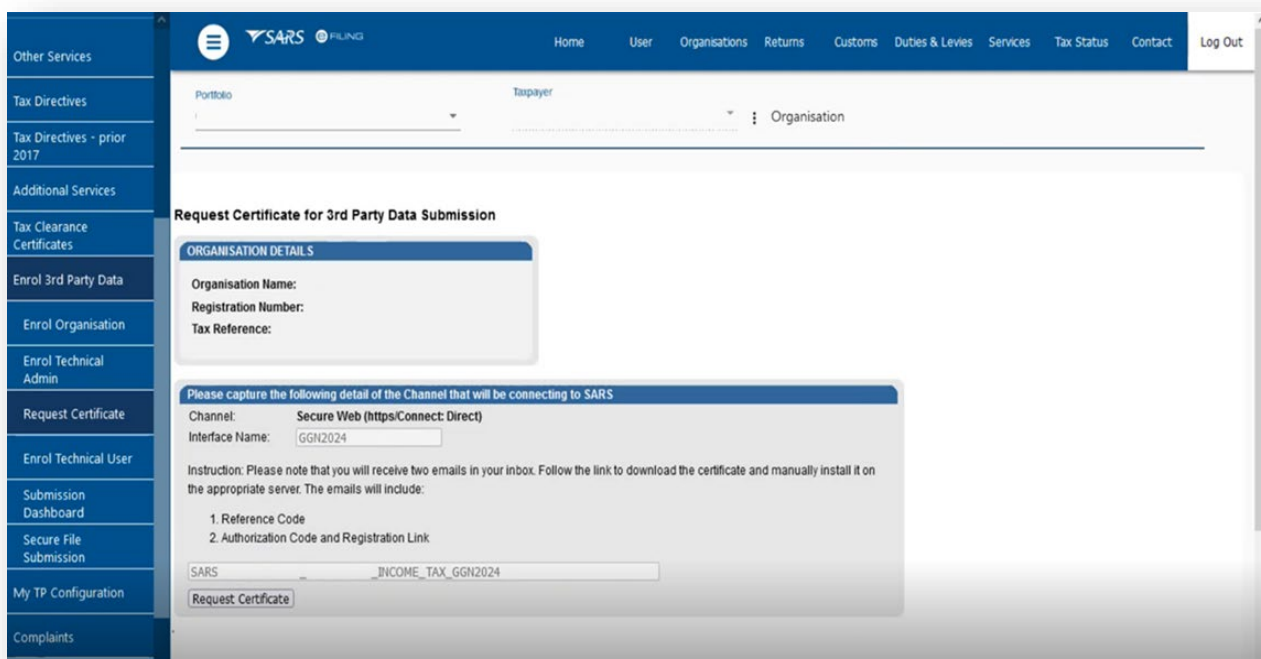 SARS eFILING
Home User Organisations Returns Customs Duties & Levies Services Tax Status Contact Log Out
Other Services
Tax Directives
Tax Directives - prior
2017
Additional Services
Tax Clearance
Certificates
Enrol 3rd Party Data
Enrol Organisation
Enrol Technical
Admin
Request Certificate
Enrol Technical User
Submission
Dashboard
Secure File
Submission
My TP Configuration
Complaints
Portfolio
Taxpayer
Organisation
Request Certificate for 3rd Party Data Submission
ORGANISATION DETAILS
Organisation Name:
Registration Number:
Tax Reference:
Please capture the following detail of the Channel that will be connecting to SARS
Channel: Secure Web (https/Connect: Direct)
Interface Name: GGN2024
Instruction: Please note that you will receive two emails in your inbox. Follow the link to download the certificate and manually install it on
the appropriate server. The emails will include:
1. Reference Code
2. Authorization Code and Registration Link
SARS _ _INCOME_TAX_GGN2024
Request Certificate